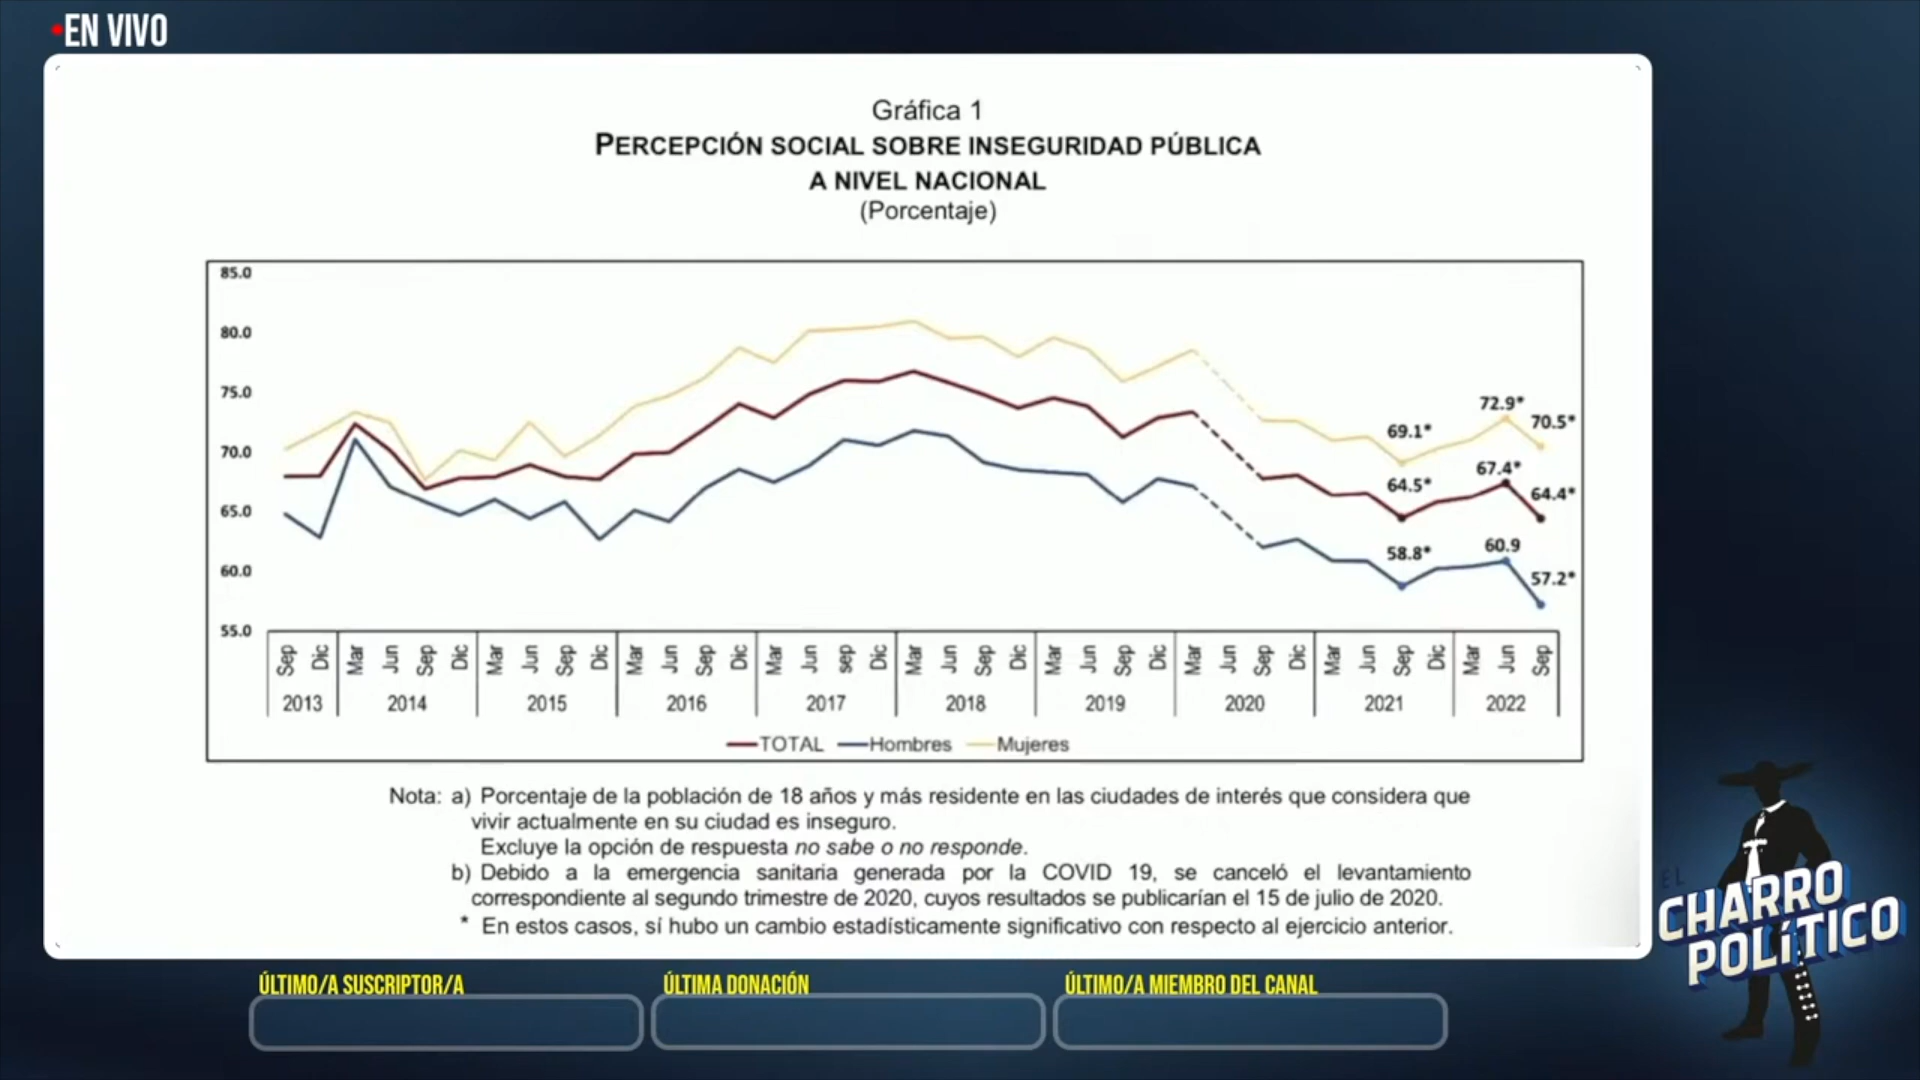 EN VIVO
Gráfica 1
PERCEPCIÓN SOCIAL SOBRE INSEGURIDAD PÚBLICA
A NIVEL NACIONAL
(Porcentaje)
85.0
80.0
75.0
70.0
65.0
60.0
55.0
72.9*
70.5*
69.1*
67.4*
64.5*
64.4*
60.9
58.8*
57.2*
Sep Dic Mar Jun Sep Dic Mar Jun Sep Dic Mar Jun Sep Dic Mar Jun sep Dic Mar Jun Sep Dic Mar Jun Sep Dic Mar Jun Sep Dic Mar Jun Sep Dic Mar Jun Sep
2013 2014 2015 2016 2017 2018 2019 2020 2021 2022
TOTAL Hombres Mujeres
Nota: a) Porcentaje de la población de 18 años y más residente en las ciudades de interés que considera que
vivir actualmente en su ciudad es inseguro.
Excluye la opción de respuesta no sabe o no responde.
b) Debido a la emergencia sanitaria generada por la COVID 19, se canceló el levantamiento
correspondiente al segundo trimestre de 2020, cuyos resultados se publicarían el 15 de julio de 2020.
* En estos casos, sí hubo un cambio estadísticamente significativo con respecto al ejercicio anterior.
EL
CHARRO
POLíTICO
ÚLTIMO/A SUSCRIPTOR/A
ÚLTIMA DONACIÓN
ÚLTIMO/A MIEMBRO DEL CANAL